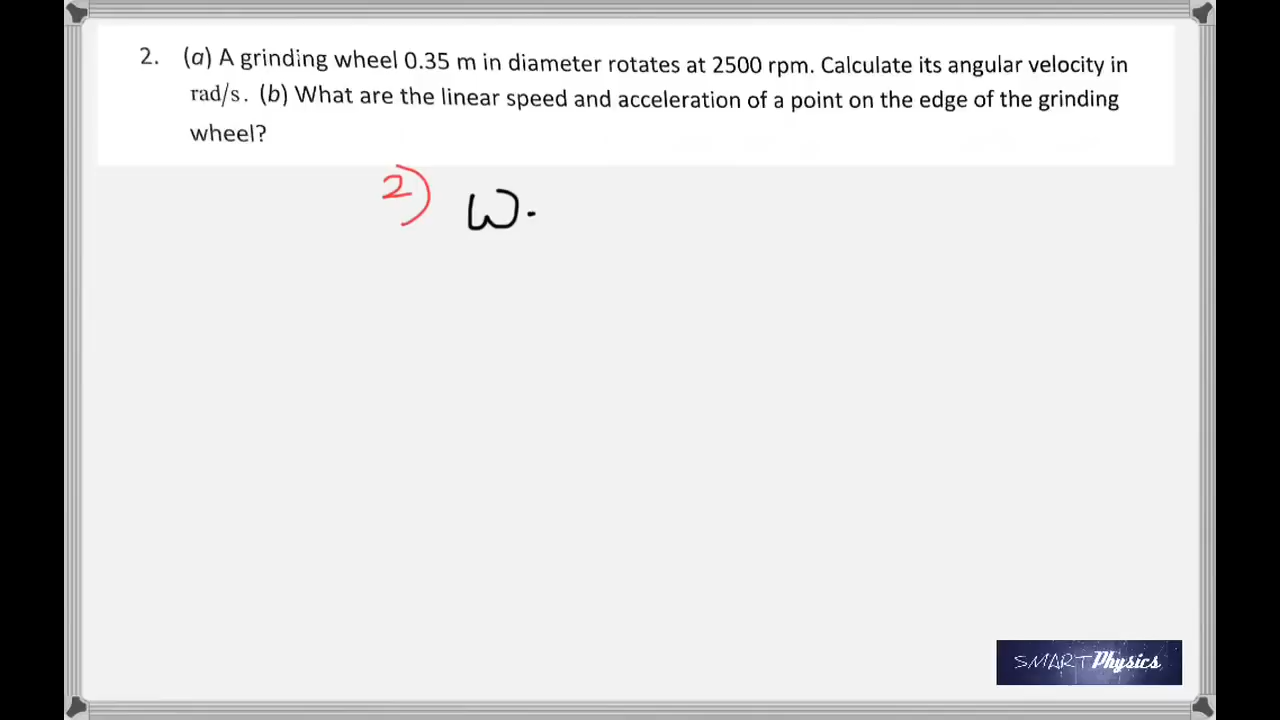 2. (a) A grinding wheel 0.35 m in diameter rotates at 2500 rpm. Calculate its angular velocity in
rad/s. (b) What are the linear speed and acceleration of a point on the edge of the grinding
wheel?
2) ω-
SMART Physics